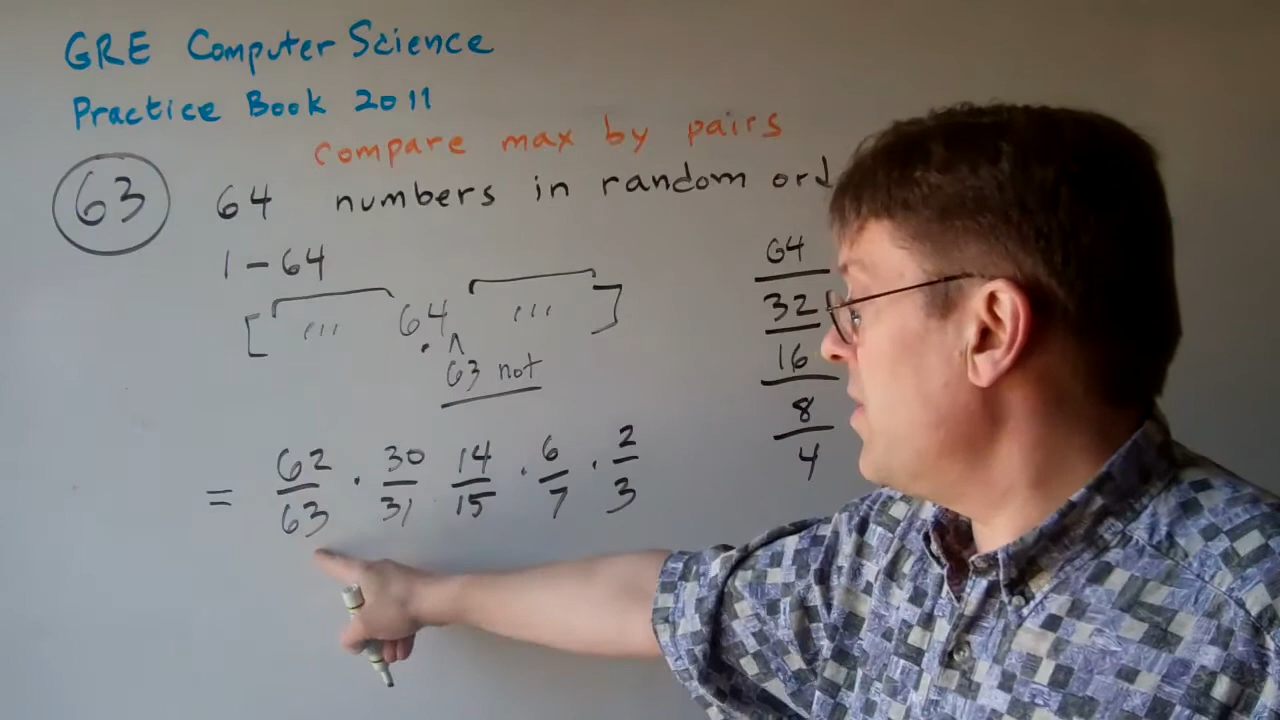 GRE Computer Science
Practice Book 2011
compare max by pairs
63 64 numbers in random ord
1-64
[ ... 64 ... ]
63 not
= 62/63 · 30/31 14/15 · 6/7 · 2/3
64
32
16
8
4